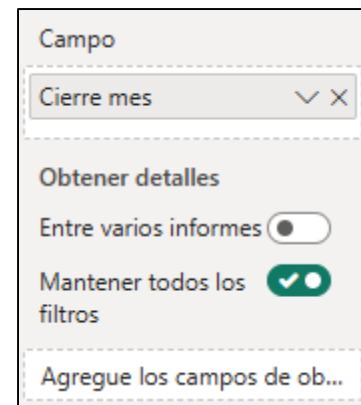 Campo
Cierre mes
Obtener detalles
Entre varios informes
Mantener todos los
filtros
Agregue los campos de ob...